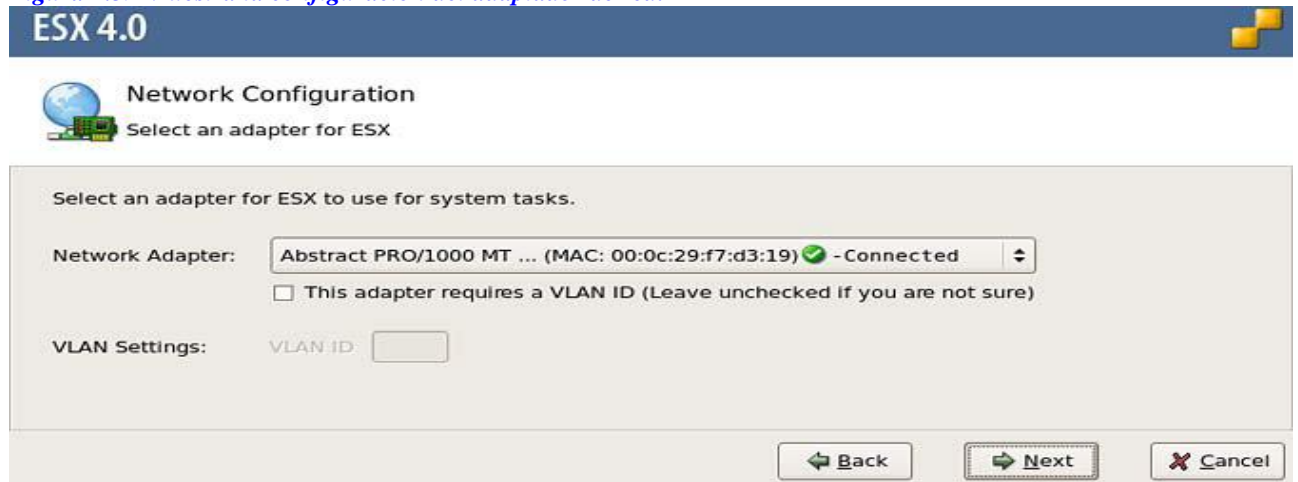 ESX 4.0
Network Configuration
Select an adapter for ESX
Select an adapter for ESX to use for system tasks.
Network Adapter: Abstract PRO/1000 MT ... (MAC: 00:0c:29:f7:d3:19) - Connected
This adapter requires a VLAN ID (Leave unchecked if you are not sure)
VLAN Settings: VLAN ID
Back Next Cancel